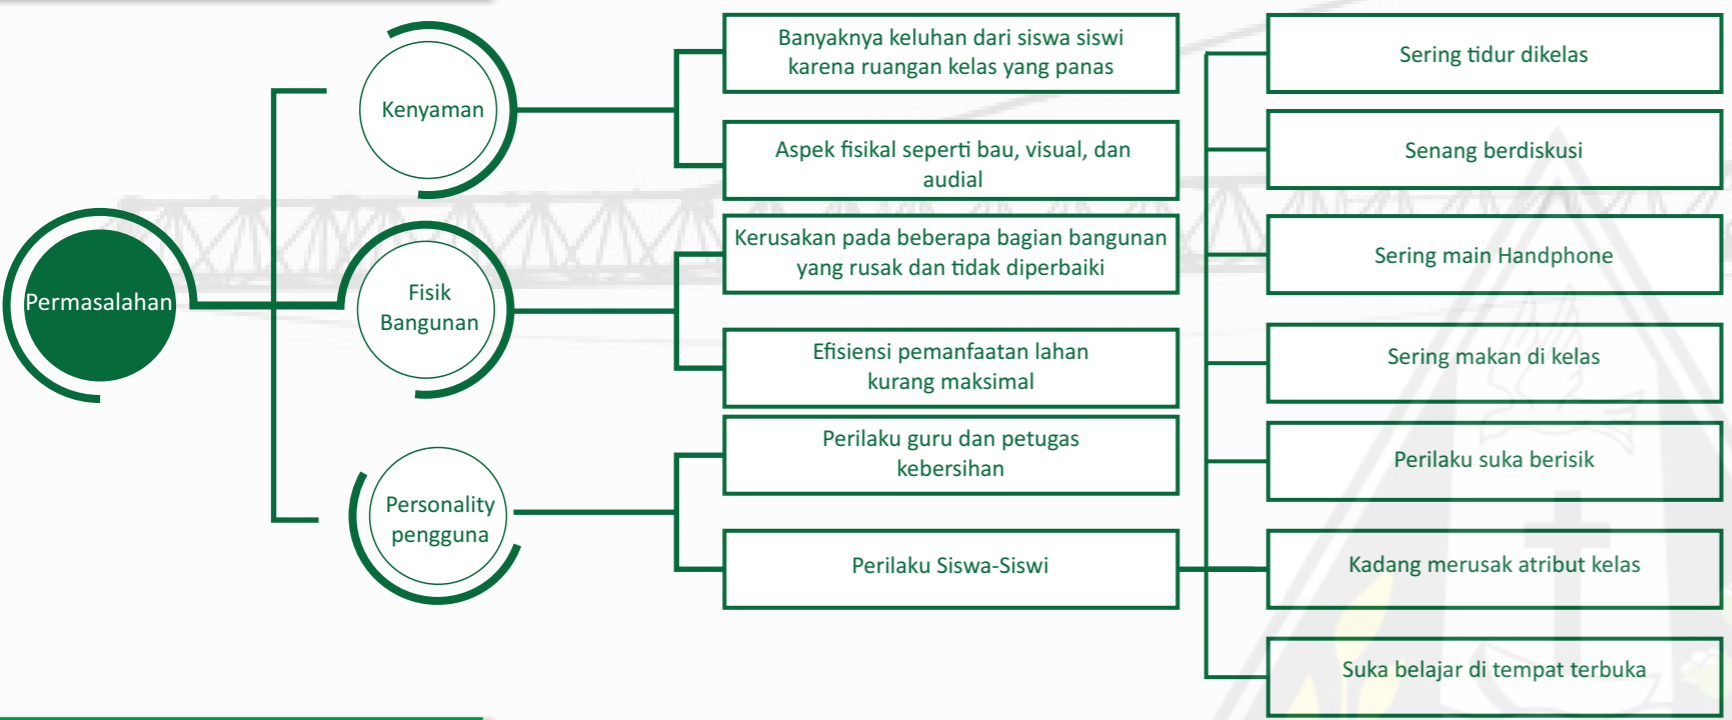 Permasalahan
Kenyaman
Banyaknya keluhan dari siswa siswi
karena ruangan kelas yang panas
Aspek fisikal seperti bau, visual, dan
audial
Fisik
Bangunan
Kerusakan pada beberapa bagian bangunan
yang rusak dan tidak diperbaiki
Efisiensi pemanfaatan lahan
kurang maksimal
Personality
pengguna
Perilaku guru dan petugas
kebersihan
Perilaku Siswa-Siswi
Sering tidur dikelas
Senang berdiskusi
Sering main Handphone
Sering makan di kelas
Perilaku suka berisik
Kadang merusak atribut kelas
Suka belajar di tempat terbuka